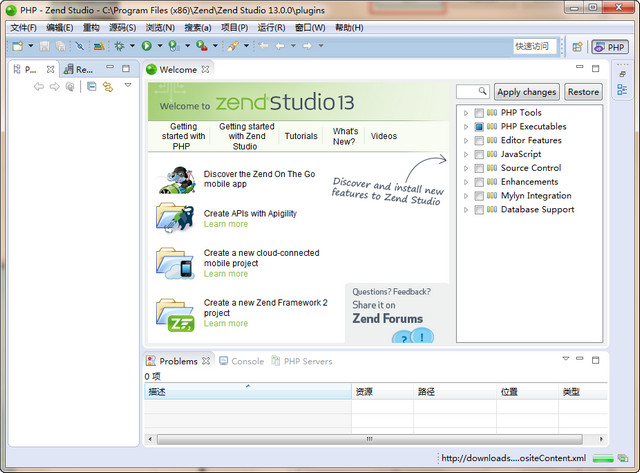 PHP - Zend Studio - C:\Program Files (x86)\Zend\Zend Studio 13.0.0\plugins
文件(F) 编辑(E) 重构 源码(S) 浏览(N) 搜索(a) 项目(P) 运行(R) 窗口(W) 帮助(H)
快速访问
PHP
P...
Re...
Welcome
Welcome to zend Studio 13
Getting started with PHP
Getting started with Zend Studio
Tutorials
What's New?
Videos
Discover the Zend On The Go
mobile app
Create APIs with Apigility
Learn more
Create a new cloud-connected
mobile project
Learn more
Create a new Zend Framework 2
project
Learn more
Discover and install new
features to Zend Studio
Questions? Feedback?
Share it on
Zend Forums
Apply changes
Restore
PHP Tools
PHP Executables
Editor Features
JavaScript
Source Control
Enhancements
Mylyn Integration
Database Support
Problems
Console
PHP Servers
0 项
描述 资源 路径 位置 类型
http://downloads....ositeContent.xml